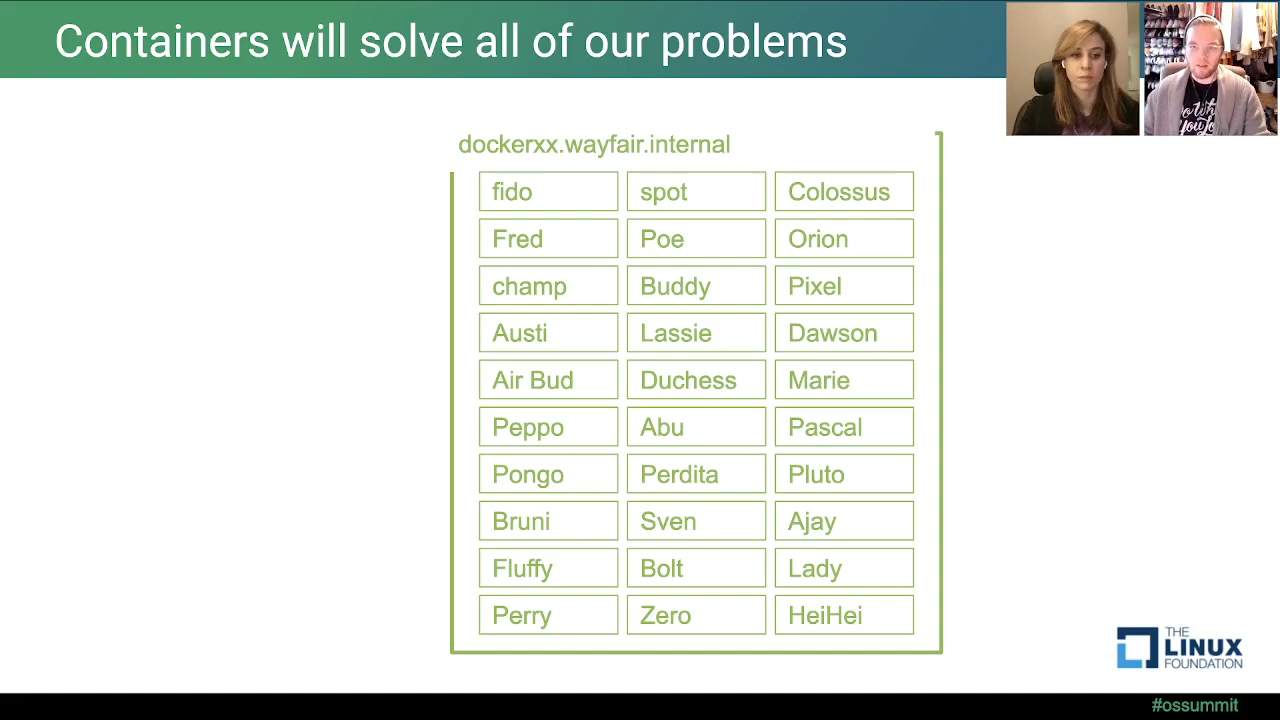 Containers will solve all of our problems
dockerxx.wayfair.internal
fido spot Colossus
Fred Poe Orion
champ Buddy Pixel
Austi Lassie Dawson
Air Bud Duchess Marie
Peppo Abu Pascal
Pongo Perdita Pluto
Bruni Sven Ajay
Fluffy Bolt Lady
Perry Zero HeiHei
THE
LINUX
FOUNDATION
#ossummit